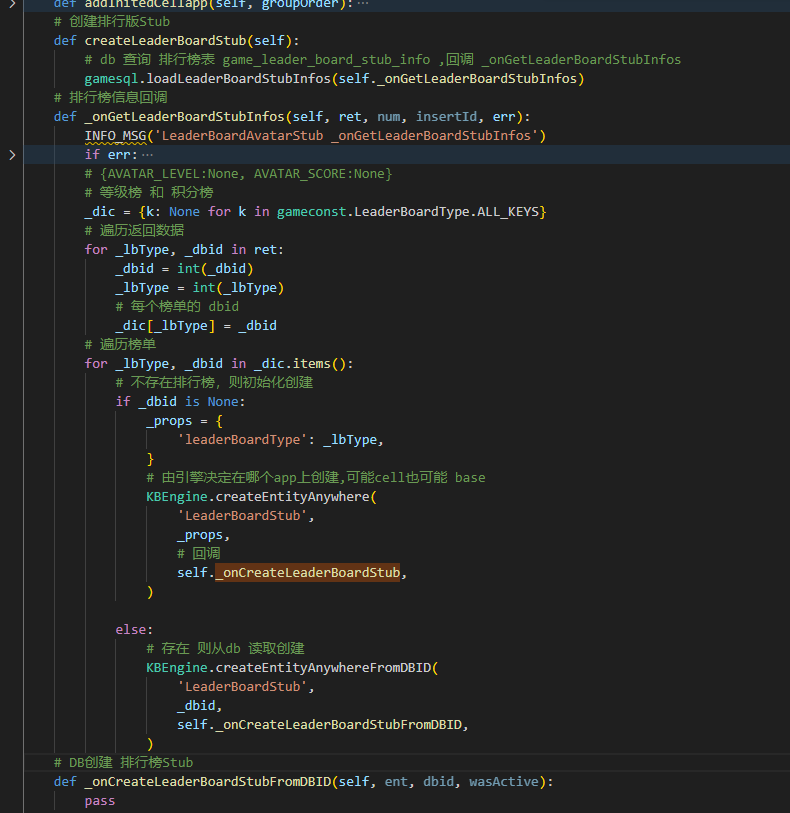 def addInitedCellapp(self, groupOrder):…
# 创建排行版Stub
def createLeaderBoardStub(self):
# db 查询 排行榜表 game_leader_board_stub_info ,回调 _onGetLeaderBoardStubInfos
gamesql.loadLeaderBoardStubInfos(self._onGetLeaderBoardStubInfos)
# 排行榜信息回调
def _onGetLeaderBoardStubInfos(self, ret, num, insertId, err):
INFO_MSG('LeaderBoardAvatarStub _onGetLeaderBoardStubInfos')
if err:…
# {AVATAR_LEVEL:None, AVATAR_SCORE:None}
# 等级榜 和 积分榜
_dic = {k: None for k in gameconst.LeaderBoardType.ALL_KEYS}
# 遍历返回数据
for _lbType, _dbid in ret:
_dbid = int(_dbid)
_lbType = int(_lbType)
# 每个榜单的 dbid
_dic[_lbType] = _dbid
# 遍历榜单
for _lbType, _dbid in _dic.items():
# 不存在排行榜, 则初始化创建
if _dbid is None:
_props = {
'leaderBoardType': _lbType,
}
# 由引擎决定在哪个app上创建,可能cell也可能 base
KBEngine.createEntityAnywhere(
'LeaderBoardStub',
_props,
# 回调
self._onCreateLeaderBoardStub,
)
else:
# 存在 则从db 读取创建
KBEngine.createEntityAnywhereFromDBID(
'LeaderBoardStub',
_dbid,
self._onCreateLeaderBoardStubFromDBID,
)
# DB创建 排行榜Stub
def _onCreateLeaderBoardStubFromDBID(self, ent, dbid, wasActive):
pass